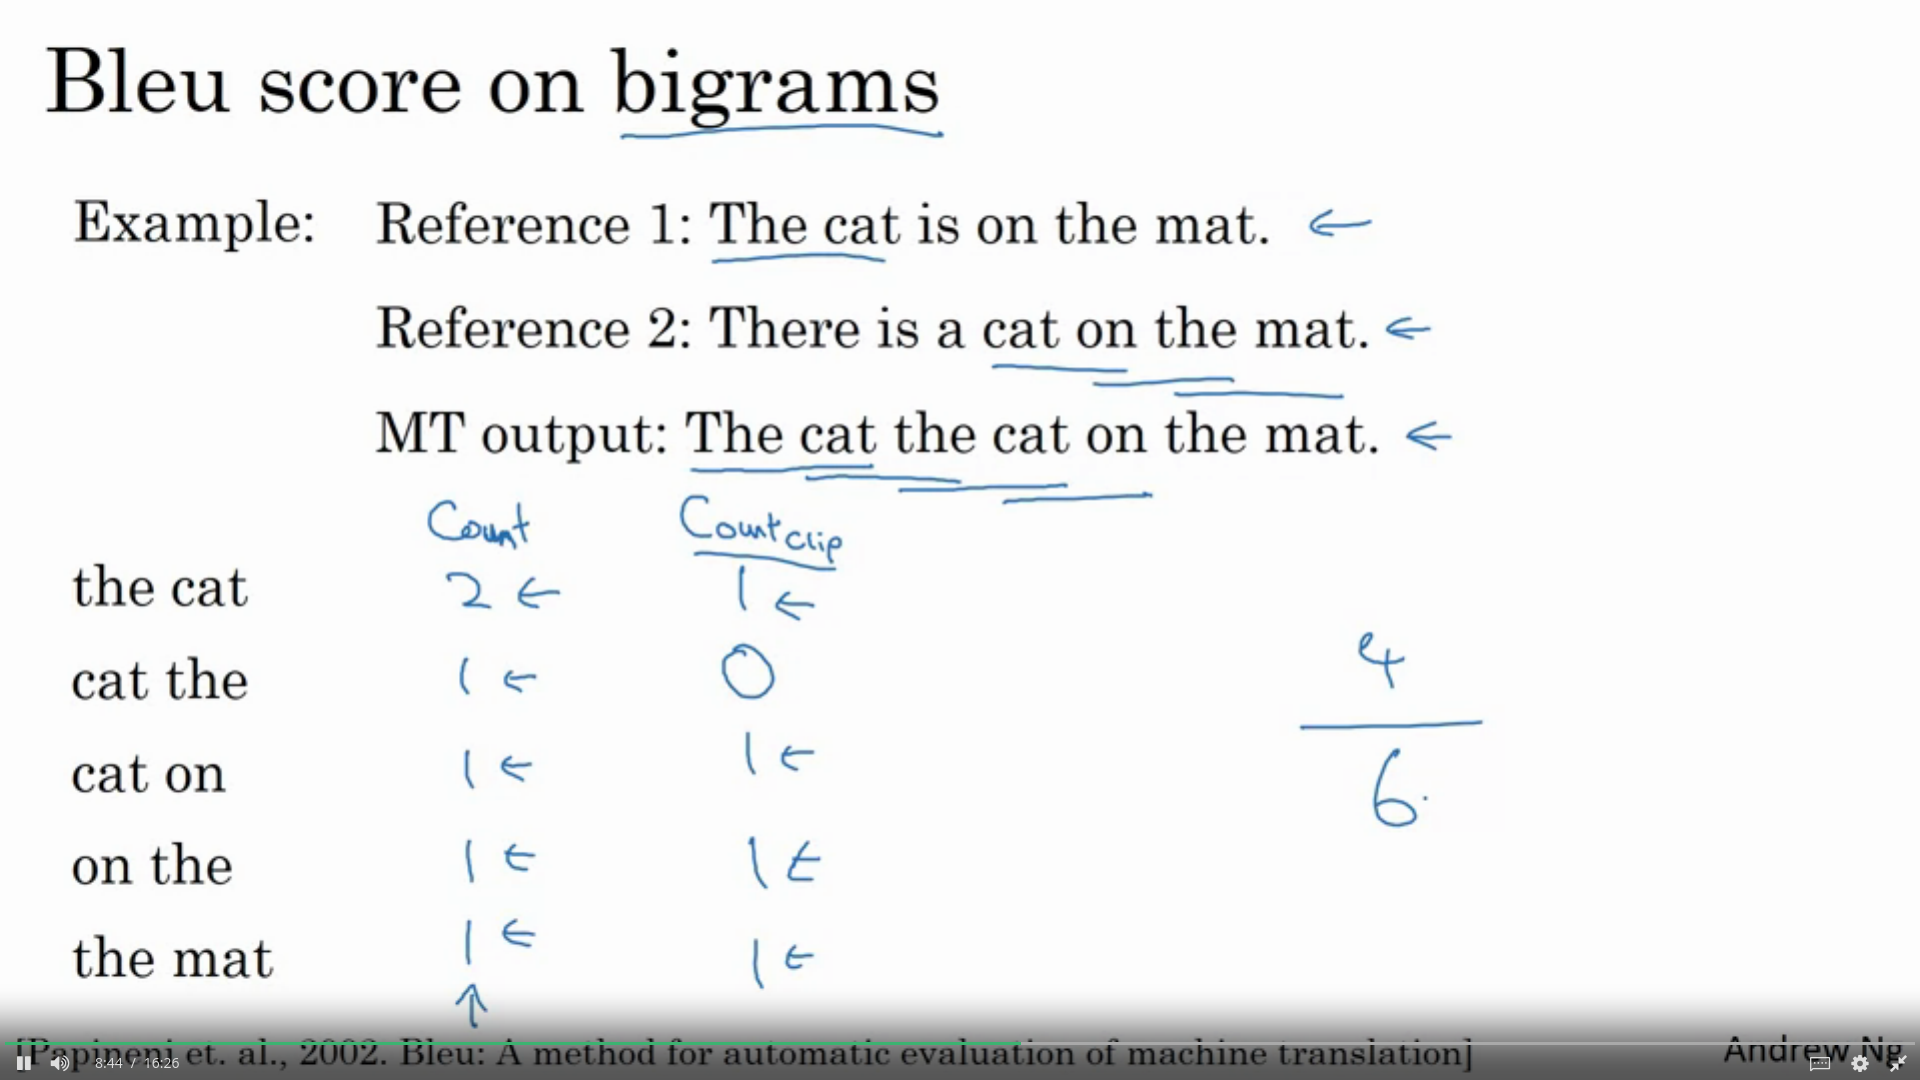 Bleu score on bigrams
Example: Reference 1: The cat is on the mat. ←
Reference 2: There is a cat on the mat. ←
MT output: The cat the cat on the mat. ←
Count Count clip
the cat 2 ← 1 ←
cat the 1 ← 0
cat on 1 ← 1 ←
on the 1 ← 1 ←
the mat 1 ← 1 ←
↑
4
6
[Papineni et. al., 2002. Bleu: A method for automatic evaluation of machine translation]
Andrew Ng
8:44 / 16:26